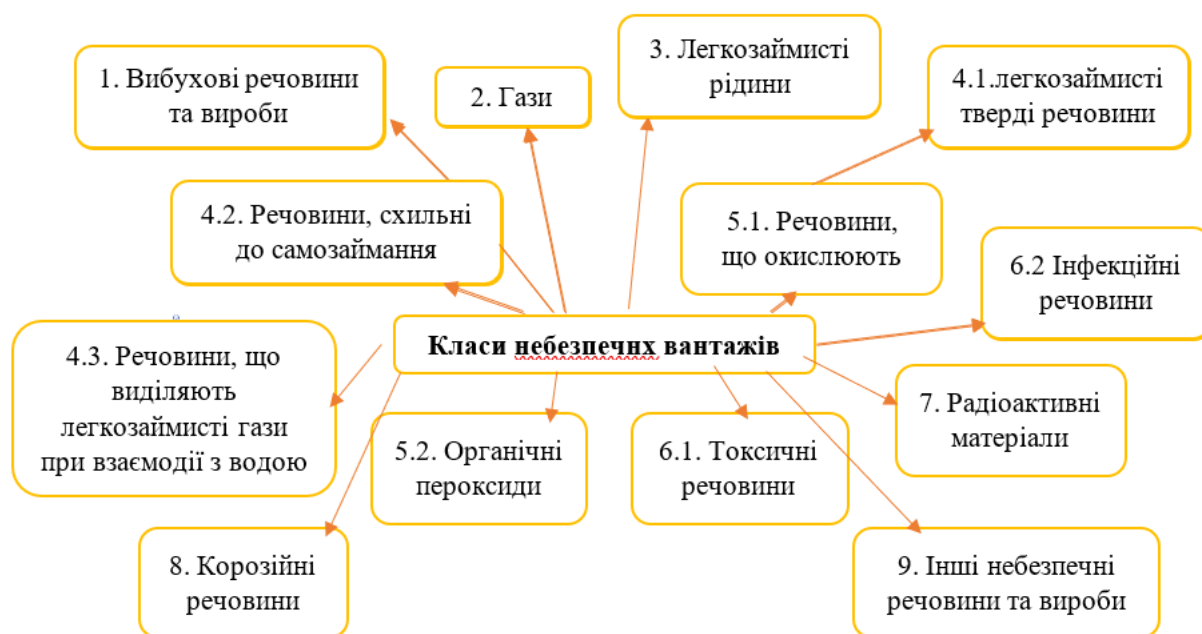 1. Вибухові речовини
та вироби
2. Гази
3. Легкозаймисті
рідини
4.1.легкозаймисті
тверді речовини
4.2. Речовини, схильні
до самозаймання
5.1. Речовини,
що окислюють
6.2 Інфекційні
речовини
Класи небезпечнх вантажів
4.3. Речовини, що
виділяють
легкозаймисті гази
при взаємодії з водою
5.2. Органічні
пероксиди
6.1. Токсичні
речовини
7. Радіоактивні
матеріали
8. Корозійні
речовини
9. Інші небезпечні
речовини та вироби